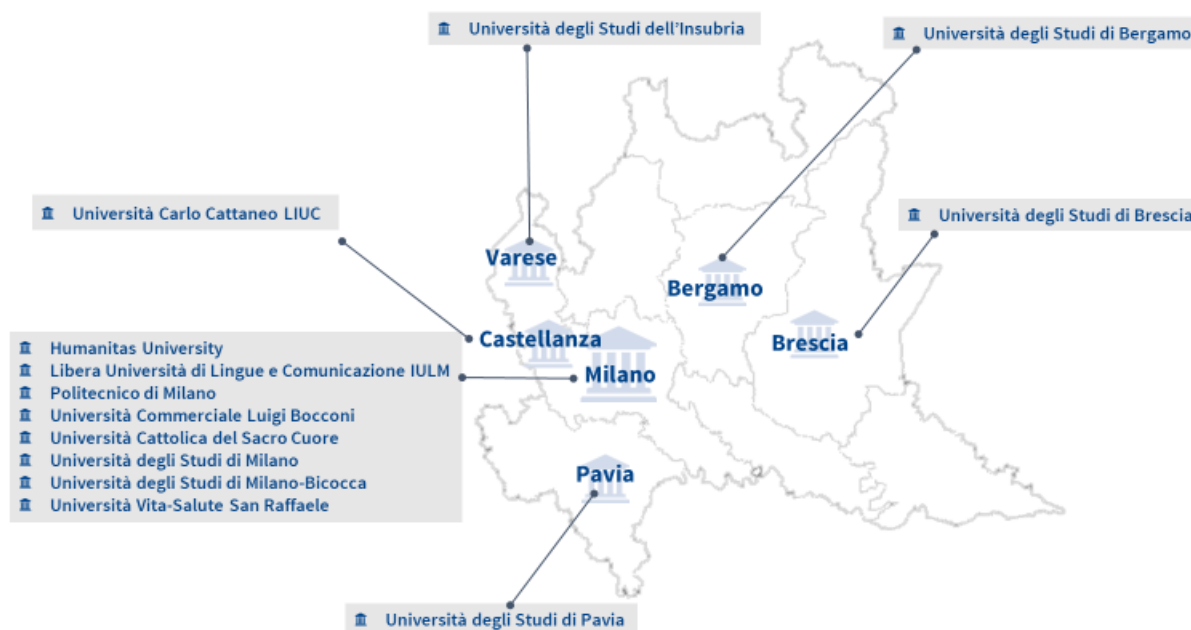 Università degli Studi dell'Insubria
Università degli Studi di Bergamo
Università Carlo Cattaneo LIUC
Università degli Studi di Brescia
Varese
Bergamo
Castellanza
Brescia
Milano
Humanitas University
Libera Università di Lingue e Comunicazione IULM
Politecnico di Milano
Università Commerciale Luigi Bocconi
Università Cattolica del Sacro Cuore
Università degli Studi di Milano
Università degli Studi di Milano-Bicocca
Università Vita-Salute San Raffaele
Pavia
Università degli Studi di Pavia